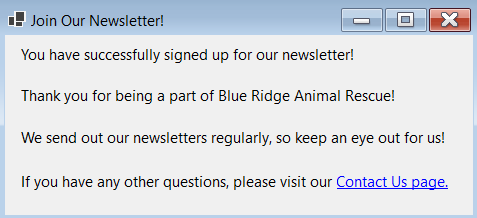 Join Our Newsletter!
You have successfully signed up for our newsletter!
Thank you for being a part of Blue Ridge Animal Rescue!
We send out our newsletters regularly, so keep an eye out for us!
If you have any other questions, please visit our Contact Us page.